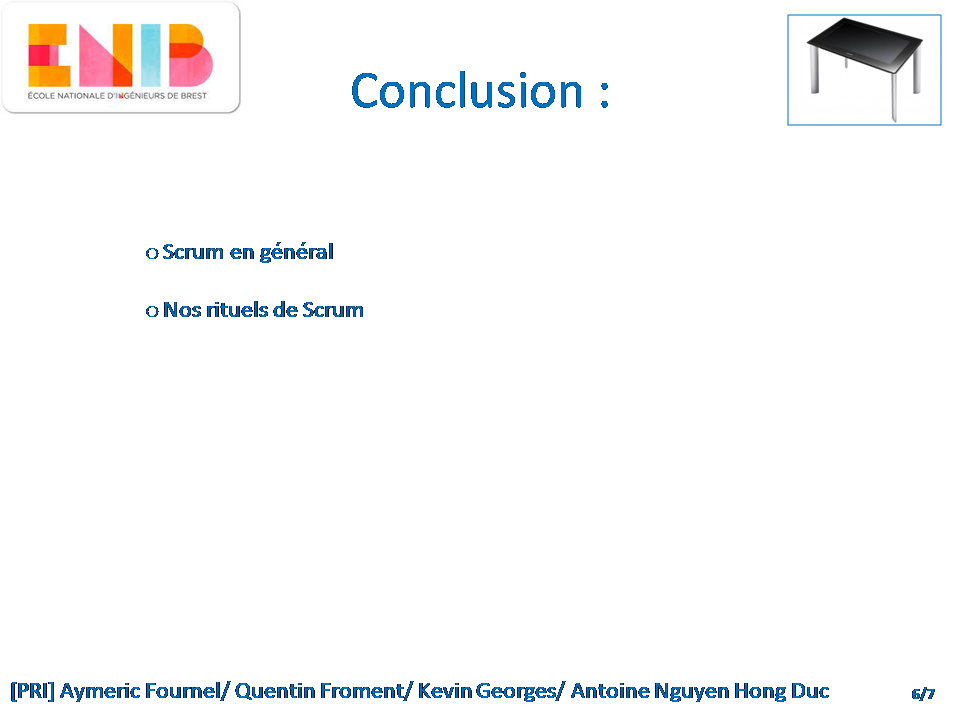 ENIB
ÉCOLE NATIONALE D'INGÉNIEURS DE BREST
Conclusion :
o Scrum en général
o Nos rituels de Scrum
[PRI] Aymeric Fournel/ Quentin Froment/ Kevin Georges/ Antoine Nguyen Hong Duc
6/7